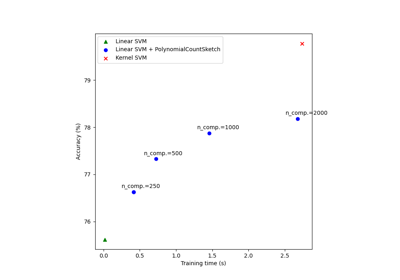 Linear SVM
Linear SVM + PolynomialCountSketch
Kernel SVM
79
78
77
76
Accuracy (%)
n_comp.=2000
n_comp.=1000
n_comp.=500
n_comp.=250
0.0 0.5 1.0 1.5 2.0 2.5
Training time (s)